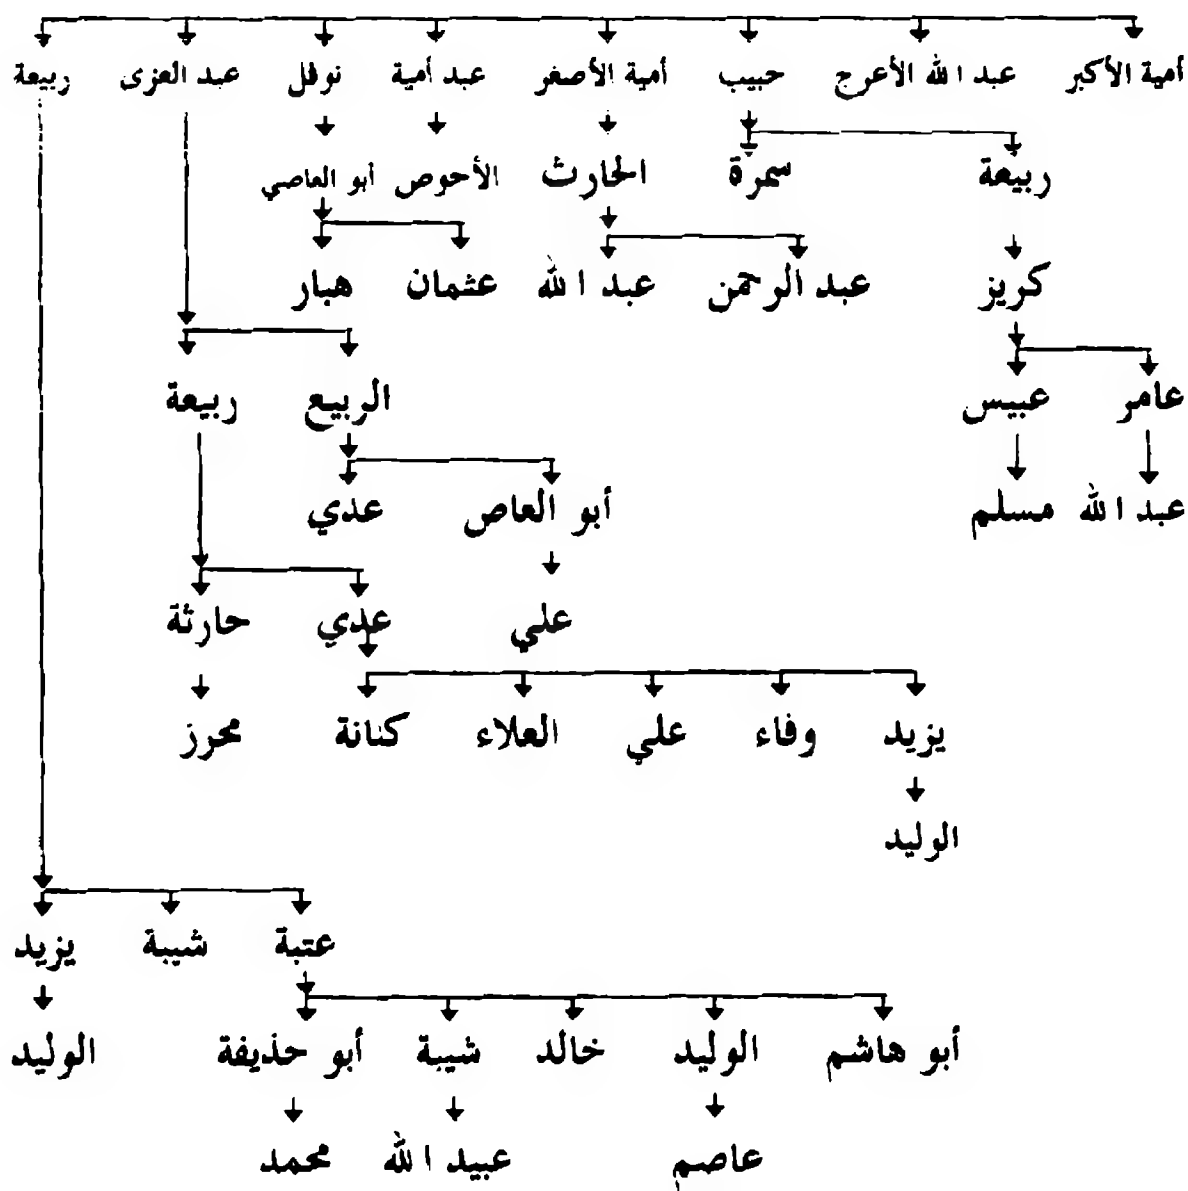 أمية الأكبر عبد الله الأعرج حبيب أمية الأصغر عبد أمية نوفل عبد العزى ربيعة
ربيعة سمرة الحارث الأحوص أبو العاصي
كريز عبد الرحمن عبد الله عثمان هبار
عامر عبيس الربيع ربيعة
عبد الله مسلم أبو العاص عدي
علي عدي حارثة
يزيد وفاء علي العلاء كنانة محرز
الوليد
عتبة شيبة يزيد
أبو هاشم الوليد خالد شيبة أبو حذيفة الوليد
عاصم عبيد الله محمد